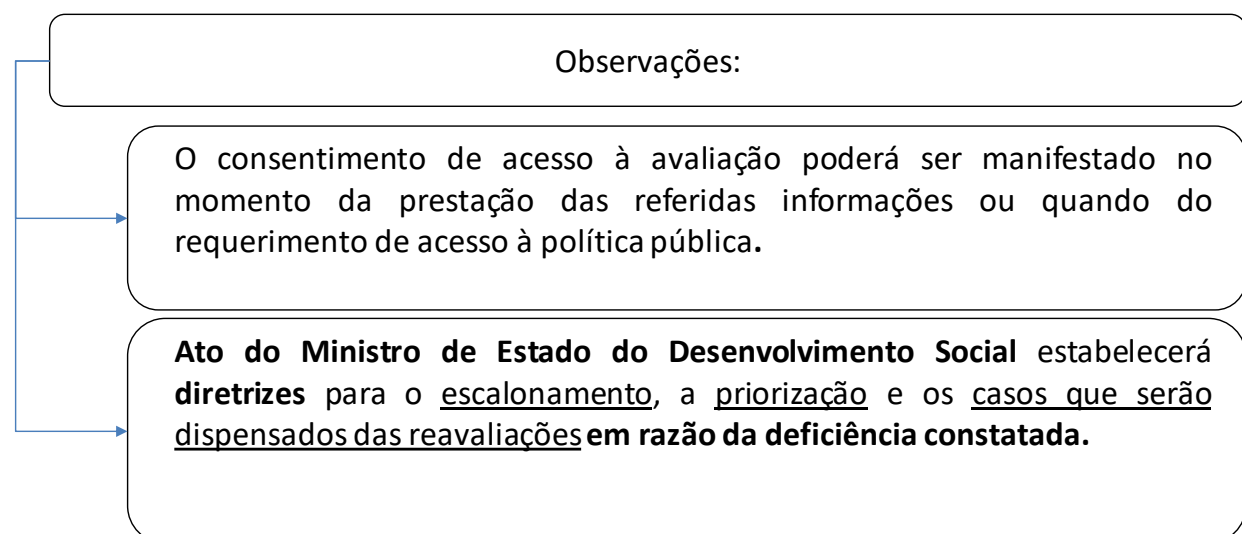 Observações:
O consentimento de acesso à avaliação poderá ser manifestado no
momento da prestação das referidas informações ou quando do
requerimento de acesso à política pública.
Ato do Ministro de Estado do Desenvolvimento Social estabelecerá
diretrizes para o escalonamento, a priorização e os casos que serão
dispensados das reavaliações em razão da deficiência constatada.